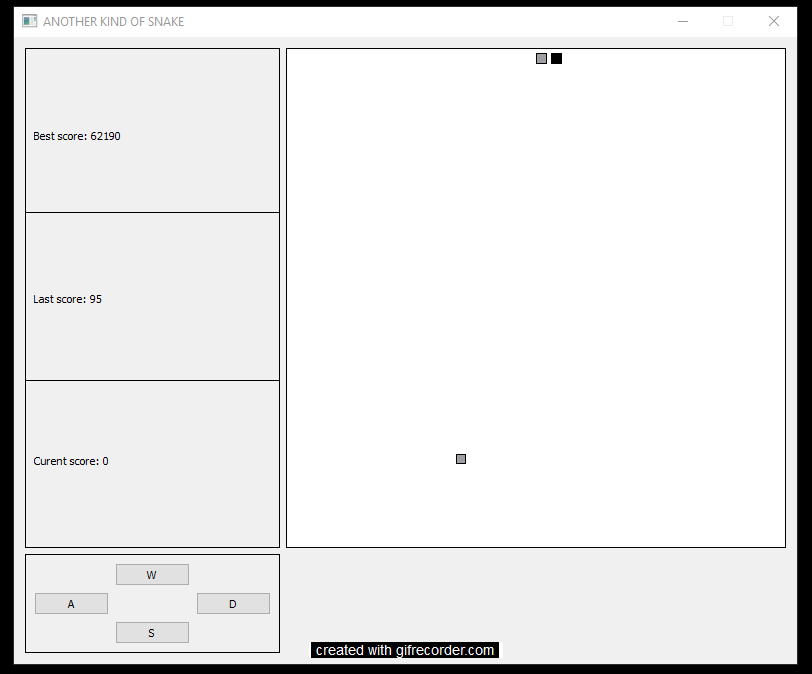 ANOTHER KIND OF SNAKE
Best score: 62190
Last score: 95
Curent score: 0
W
A
D
S
created with gifrecorder.com